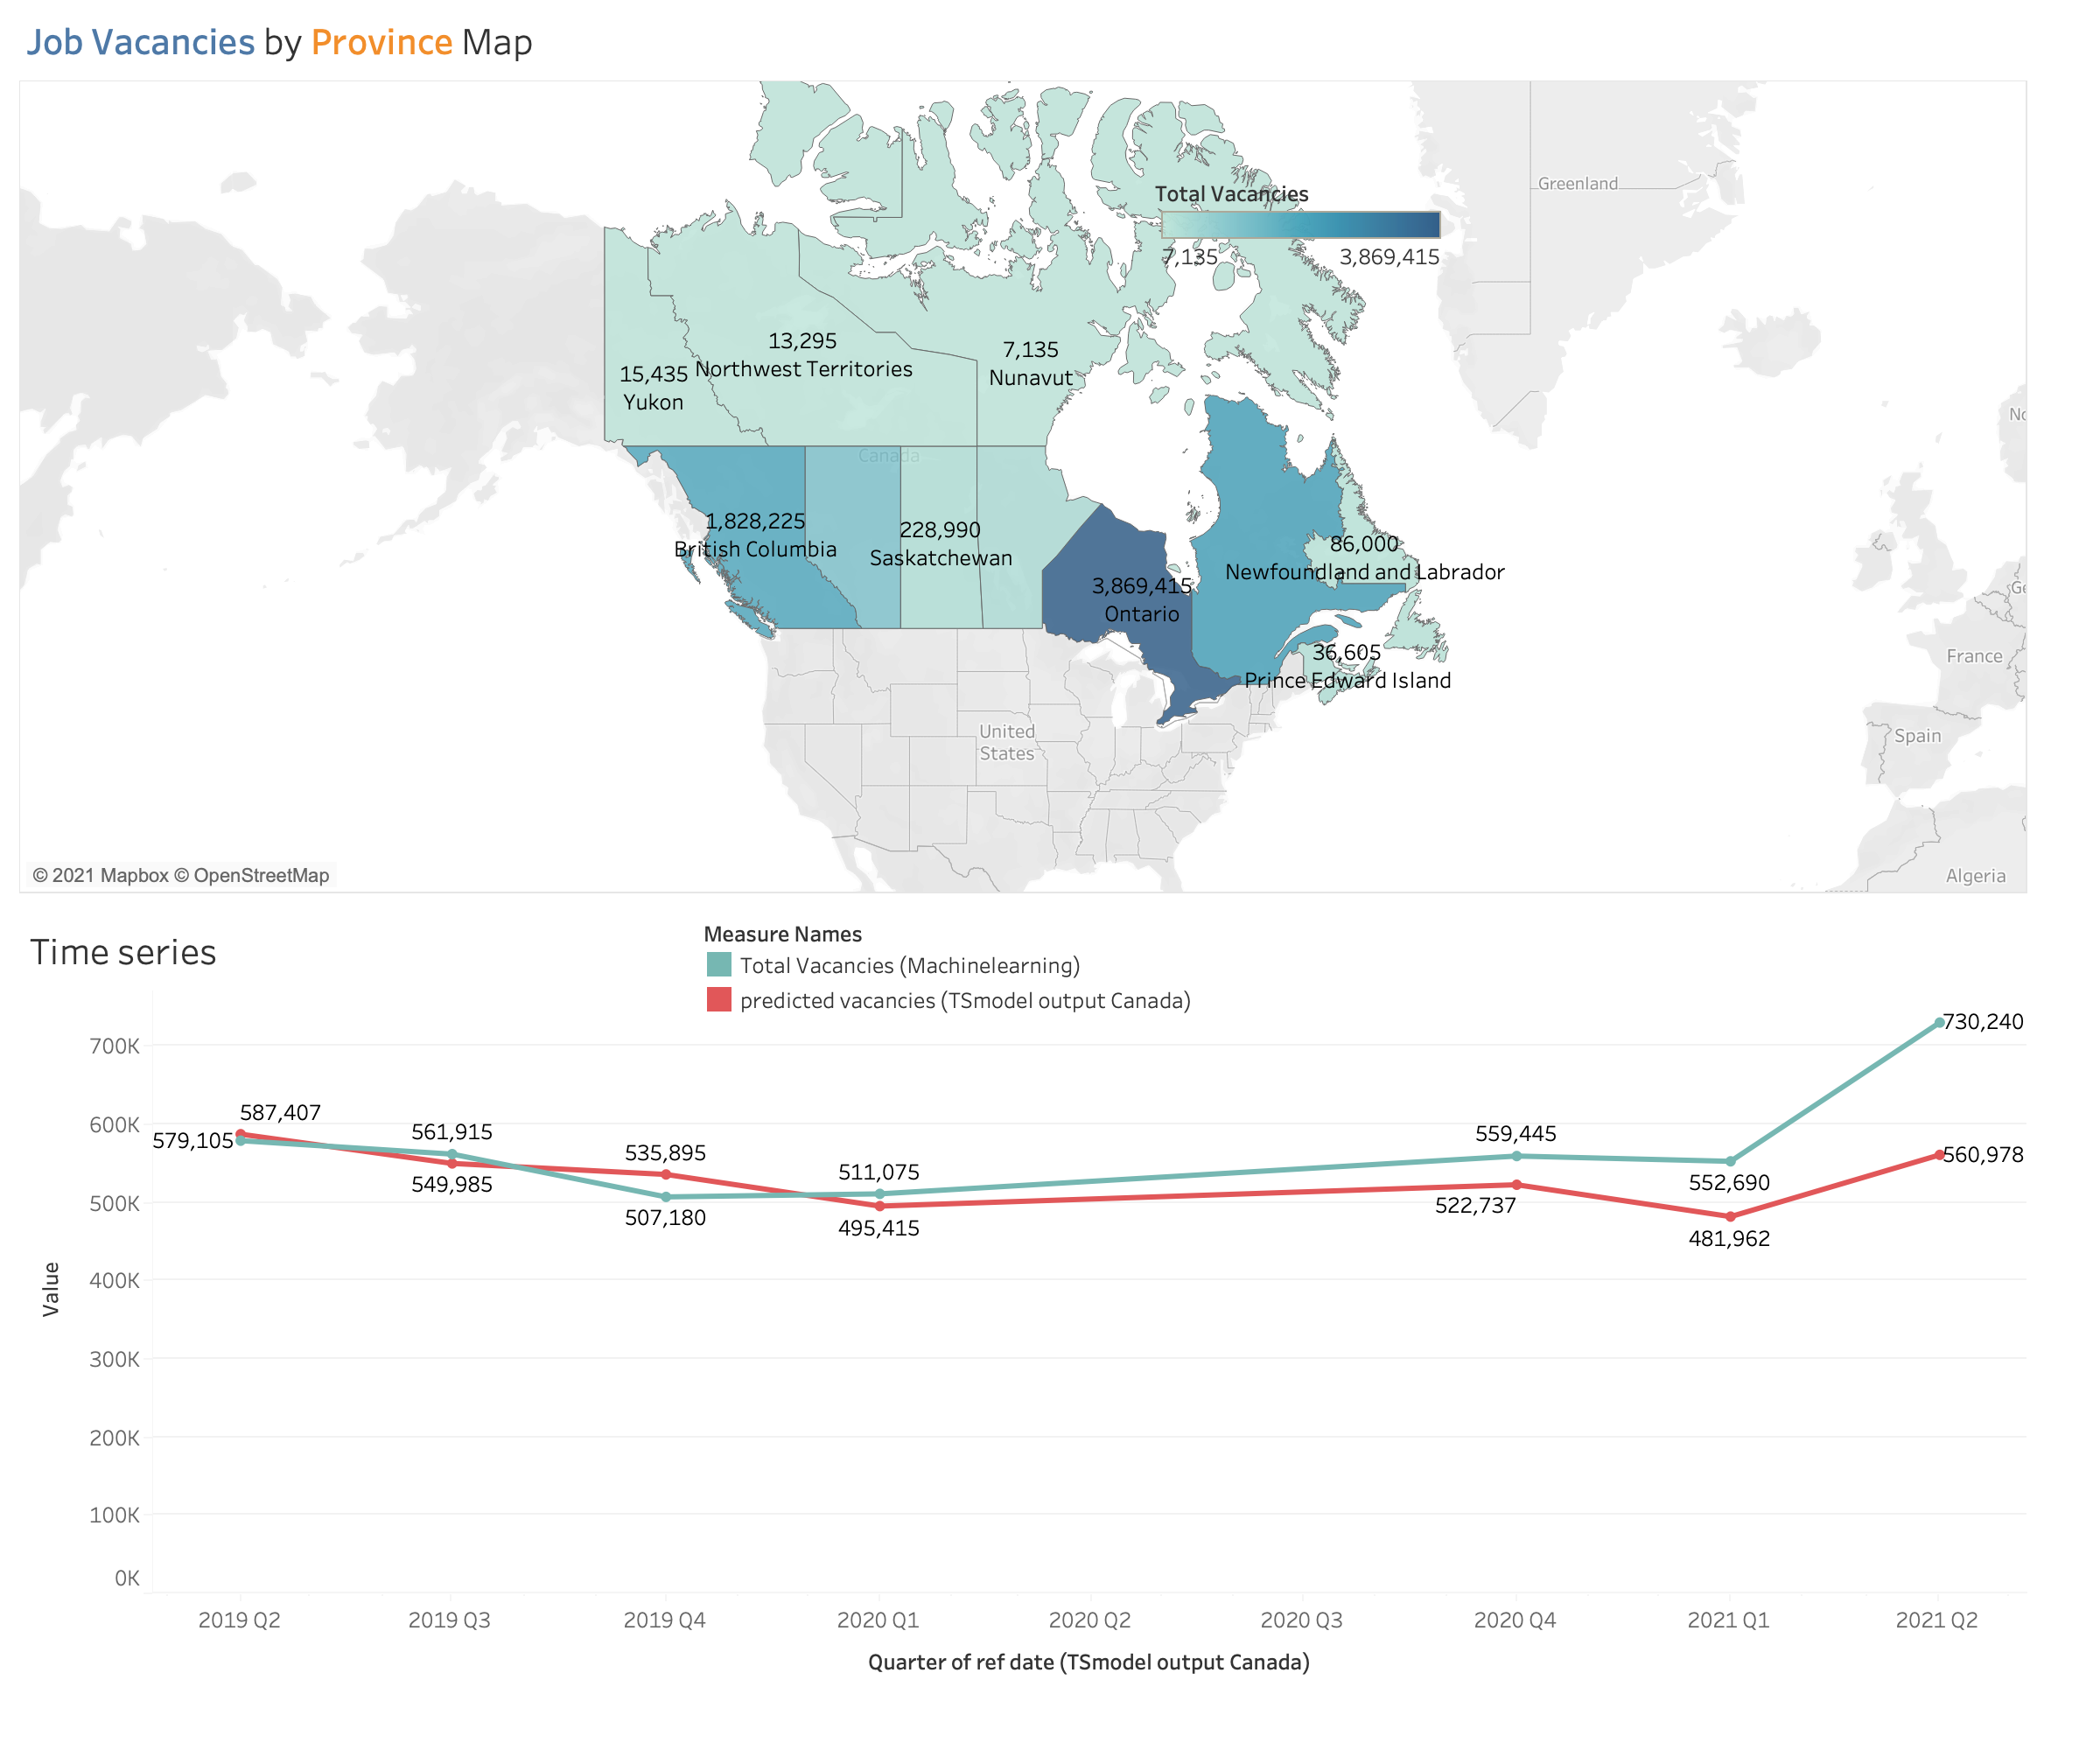 Job Vacancies by Province Map
Greenland
Total Vacancies
7,135
3,869,415
13,295
Northwest Territories
7,135
Nunavut
15,435
Yukon
No
Canada
1,828,225
British Columbia
228,990
Saskatchewan
86,000
Newfoundland and Labrador
3,869,415
Ontario
Ge
36,605
Prince Edward Island
France
United
States
Spain
© 2021 Mapbox © OpenStreetMap
Algeria
Time series
Measure Names
Total Vacancies (Machinelearning)
predicted vacancies (TSmodel output Canada)
730,240
700K
587,407
600K
579,105
561,915
559,445
535,895
560,978
511,075
549,985
552,690
500K
522,737
507,180
495,415
481,962
400K
Value
300K
200K
100K
0K
2019 Q2
2019 Q3
2019 Q4
2020 Q1
2020 Q2
2020 Q3
2020 Q4
2021 Q1
2021 Q2
Quarter of ref date (TSmodel output Canada)